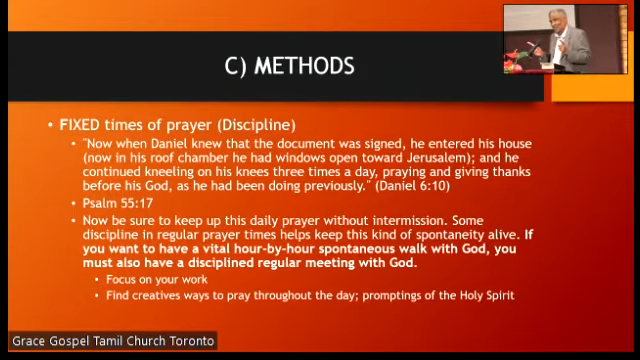 C) METHODS
• FIXED times of prayer (Discipline)
• "Now when Daniel knew that the document was signed, he entered his house
(now in his roof chamber he had windows open toward Jerusalem); and he
continued kneeling on his knees three times a day, praying and giving thanks
before his God, as he had been doing previously." (Daniel 6:10)
• Psalm 55:17
• Now be sure to keep up this daily prayer without intermission. Some
discipline in regular prayer times helps keep this kind of spontaneity alive. If
you want to have a vital hour-by-hour spontaneous walk with God, you
must also have a disciplined regular meeting with God.
• Focus on your work
• Find creatives ways to pray throughout the day; promptings of the Holy Spirit
Grace Gospel Tamil Church Toronto